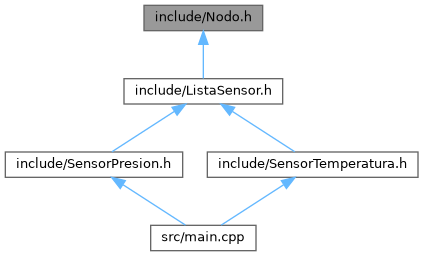 include/Nodo.h
include/ListaSensor.h
include/SensorPresion.h
include/SensorTemperatura.h
src/main.cpp